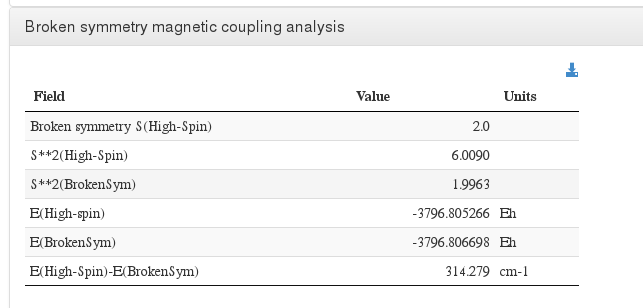 Broken symmetry magnetic coupling analysis
Field Value Units
Broken symmetry S(High-Spin) 2.0
S**2(High-Spin) 6.0090
S**2(BrokenSym) 1.9963
E(High-spin) -3796.805266 Eh
E(BrokenSym) -3796.806698 Eh
E(High-Spin)-E(BrokenSym) 314.279 cm-1